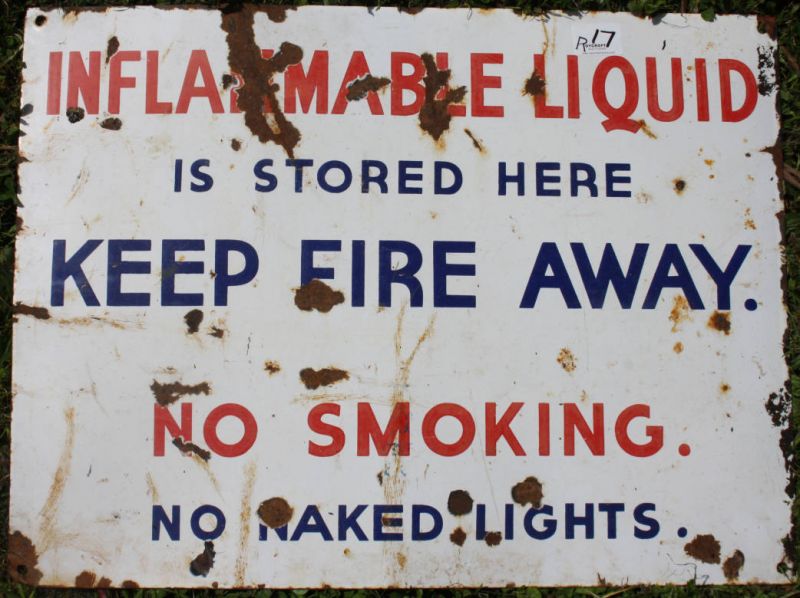 INFLAMMABLE LIQUID
IS STORED HERE
KEEP FIRE AWAY.
NO SMOKING.
NO NAKED LIGHTS.
17